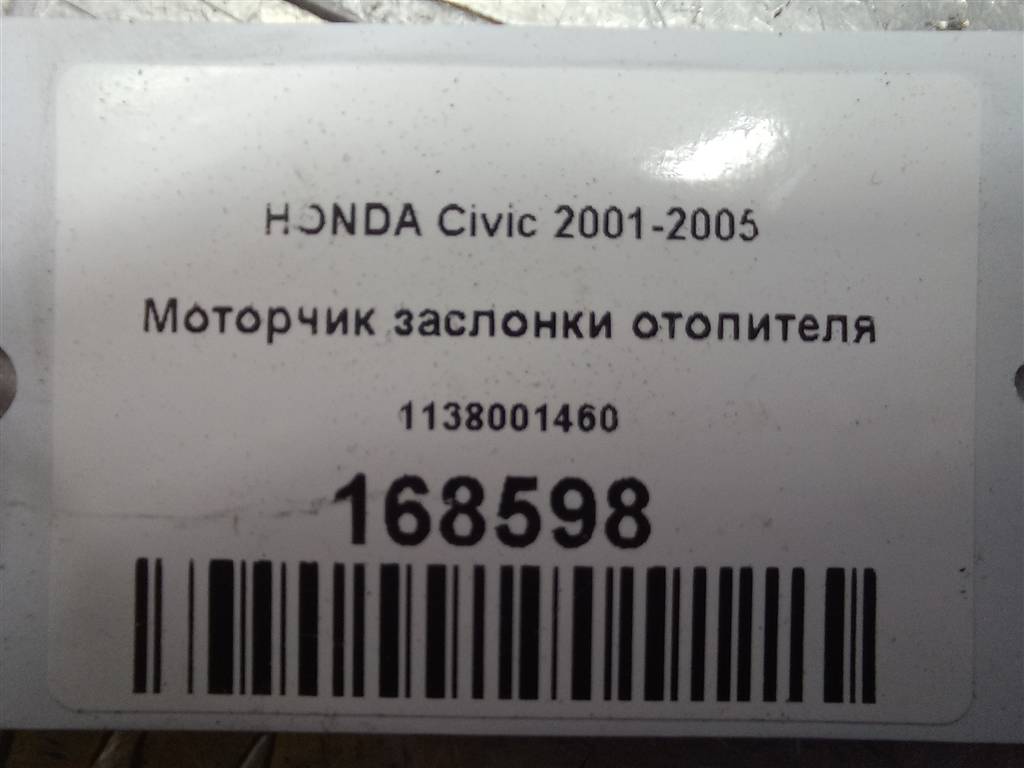 HONDA Civic 2001-2005
Моторчик заслонки отопителя
1138001460
168598